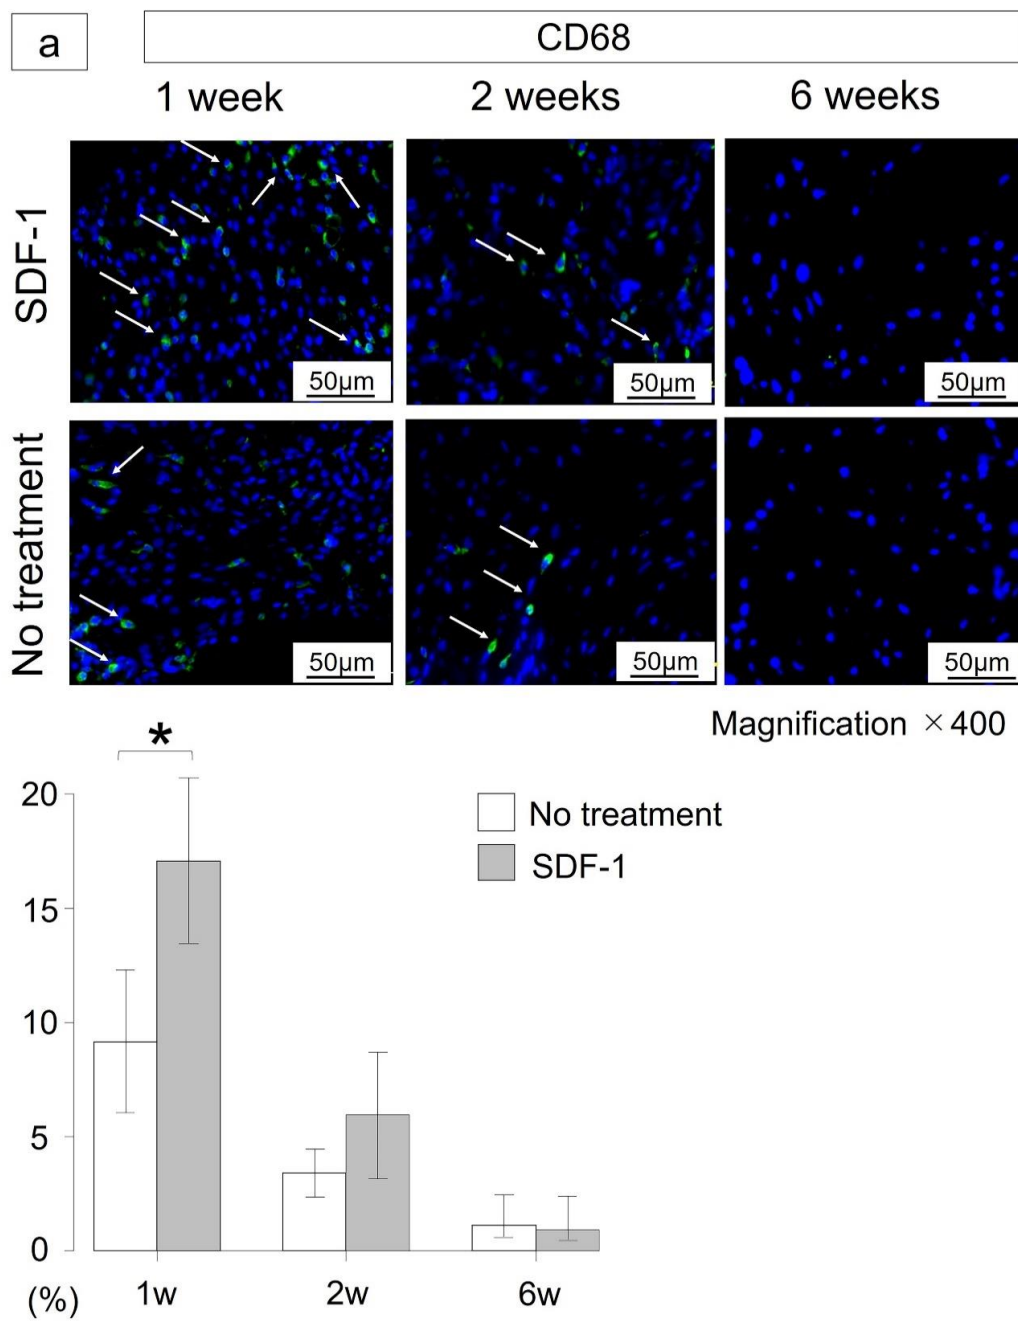 a
CD68
1 week 2 weeks 6 weeks
SDF-1
50µm 50µm 50µm
No treatment
50µm 50µm 50µm
Magnification ×400
*
20
15
10
5
0
No treatment
SDF-1
(%) 1w 2w 6w